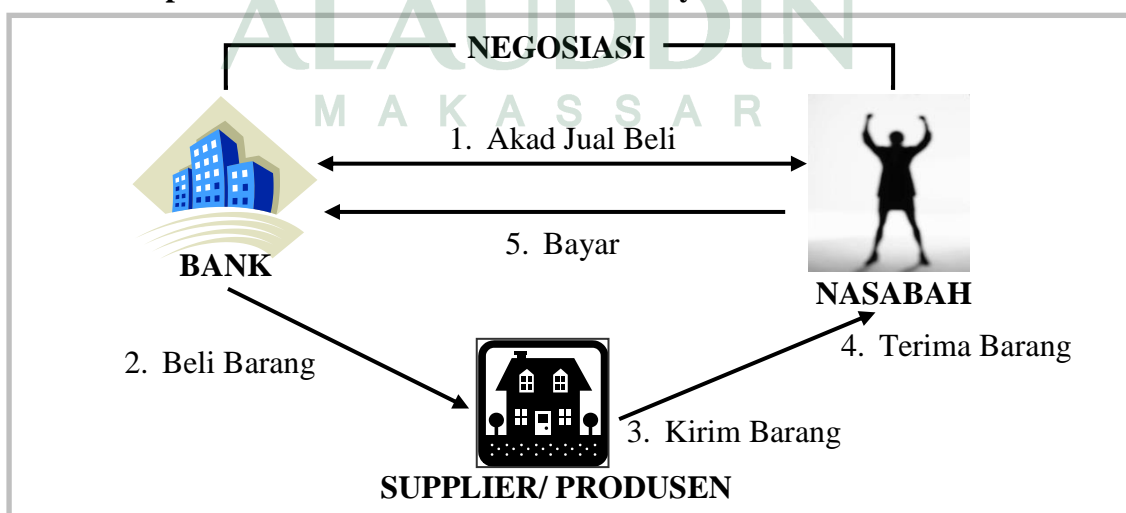 ALAUDDIN
MAKASSAR
NEGOSIASI
1. Akad Jual Beli
5. Bayar
BANK
NASABAH
2. Beli Barang
4. Terima Barang
3. Kirim Barang
SUPPLIER/ PRODUSEN